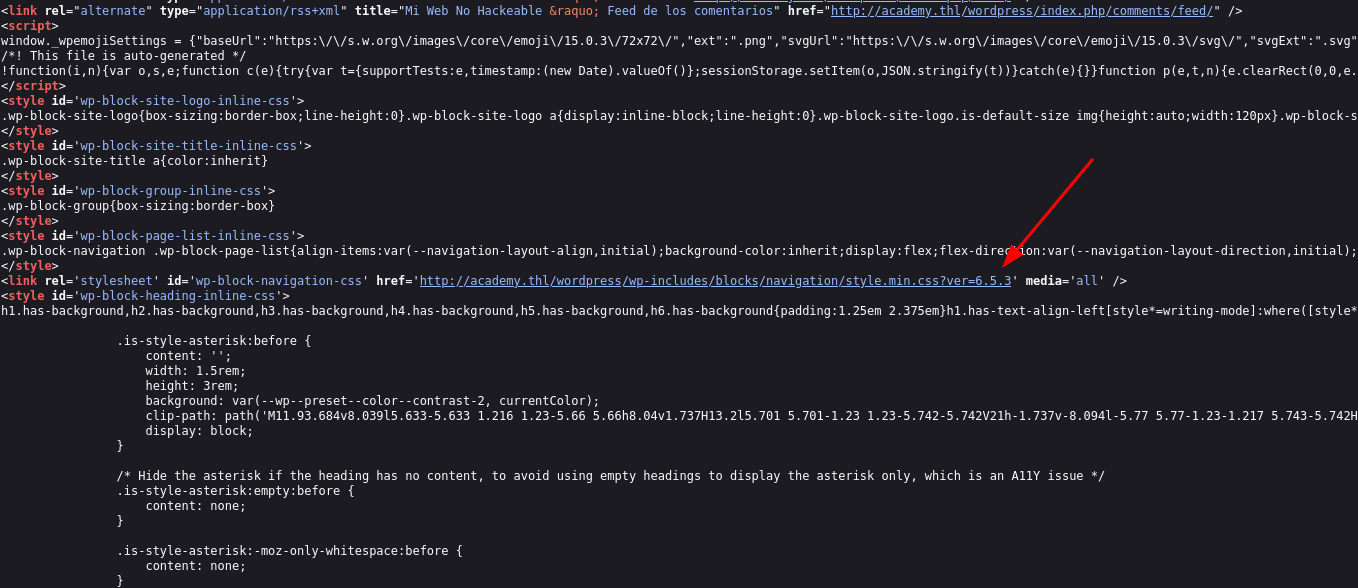 <link rel="alternate" type="application/rss+xml" title="Mi Web No Hackeable &raquo; Feed de los comentarios" href="http://academy.thl/wordpress/index.php/comments/feed/" />
<script>
window._wpemojiSettings = {"baseUrl":"https:\/\/s.w.org\/images\/core\/emoji\/15.0.3\/72x72\/","ext":".png","svgUrl":"https:\/\/s.w.org\/images\/core\/emoji\/15.0.3\/svg\/","svgExt":".svg"
/*! This file is auto-generated */
!function(i,n){var o,s,e;function c(e){try{var t={supportTests:e,timestamp:(new Date).valueOf()};sessionStorage.setItem(o,JSON.stringify(t))}catch(e){}}function p(e,t,n){e.clearRect(0,0,e.
</script>
<style id='wp-block-site-logo-inline-css'>
.wp-block-site-logo{box-sizing:border-box;line-height:0}.wp-block-site-logo a{display:inline-block;line-height:0}.wp-block-site-logo.is-default-size img{height:auto;width:120px}.wp-block-s
</style>
<style id='wp-block-site-title-inline-css'>
.wp-block-site-title a{color:inherit}
</style>
<style id='wp-block-group-inline-css'>
.wp-block-group{box-sizing:border-box}
</style>
<style id='wp-block-page-list-inline-css'>
.wp-block-navigation .wp-block-page-list{align-items:var(--navigation-layout-align,initial);background-color:inherit;display:flex;flex-direction:var(--navigation-layout-direction,initial);
</style>
<link rel='stylesheet' id='wp-block-navigation-css' href='http://academy.thl/wordpress/wp-includes/blocks/navigation/style.min.css?ver=6.5.3' media='all' />
<style id='wp-block-heading-inline-css'>
h1.has-background,h2.has-background,h3.has-background,h4.has-background,h5.has-background,h6.has-background{padding:1.25em 2.375em}h1.has-text-align-left[style*=writing-mode]:where([style*
.is-style-asterisk:before {
content: '';
width: 1.5rem;
height: 3rem;
background: var(--wp--preset--color--contrast-2, currentColor);
clip-path: path('M11.93.684v8.039l5.633-5.633 1.216 1.23-5.66 5.66h8.04v1.737H13.2l5.701 5.701-1.23 1.23-5.742-5.742V21h-1.737v-8.094l-5.77 5.77-1.23-1.217 5.743-5.742H
display: block;
}
/* Hide the asterisk if the heading has no content, to avoid using empty headings to display the asterisk only, which is an A11Y issue */
.is-style-asterisk:empty:before {
content: none;
}
.is-style-asterisk:-moz-only-whitespace:before {
content: none;
}